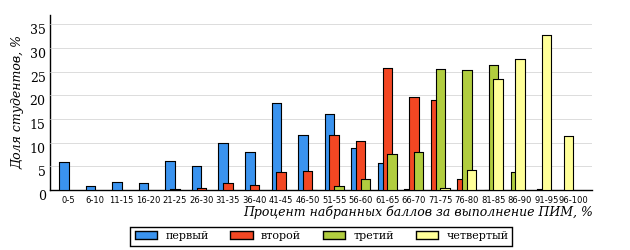 Доля студентов, %
35
30
25
20
15
10
5
0
0-5 6-10 11-15 16-20 21-25 26-30 31-35 36-40 41-45 46-50 51-55 56-60 61-65 66-70 71-75 76-80 81-85 86-90 91-95 96-100
Процент набранных баллов за выполнение ПИМ, %
первый второй третий четвертый